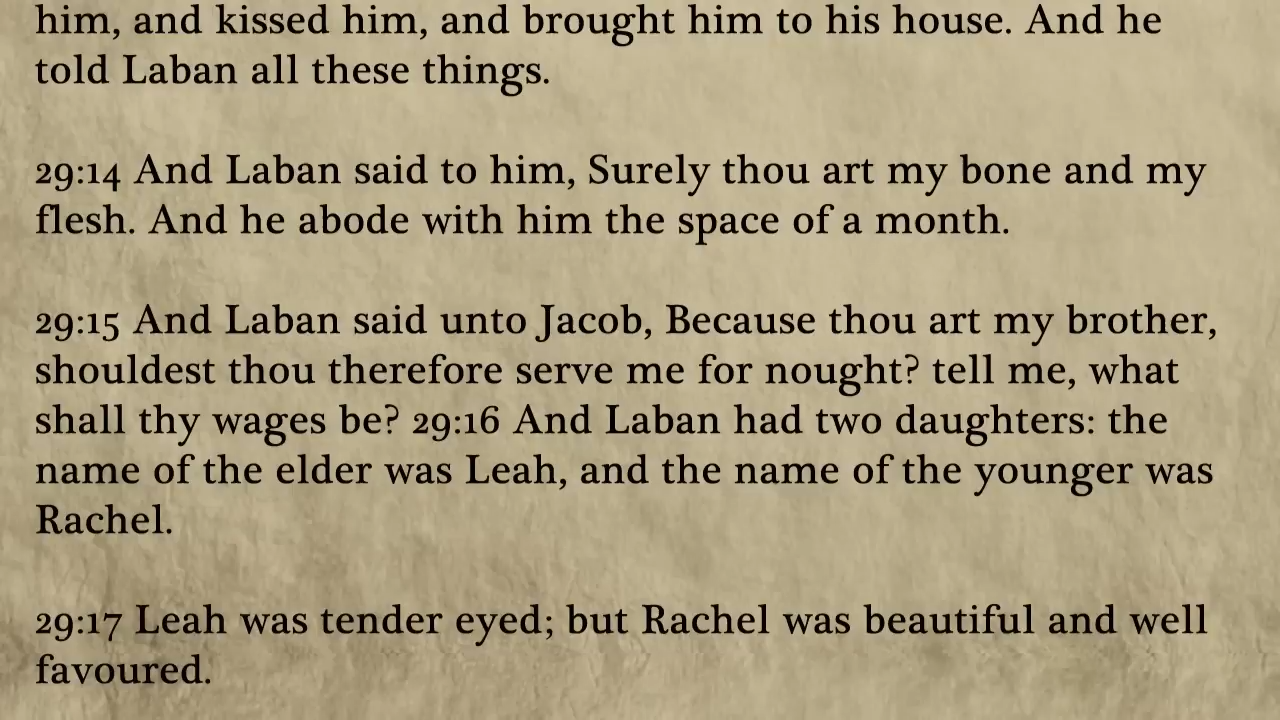 him, and kissed him, and brought him to his house. And he
told Laban all these things.
29:14 And Laban said to him, Surely thou art my bone and my
flesh. And he abode with him the space of a month.
29:15 And Laban said unto Jacob, Because thou art my brother,
shouldest thou therefore serve me for nought? tell me, what
shall thy wages be? 29:16 And Laban had two daughters: the
name of the elder was Leah, and the name of the younger was
Rachel.
29:17 Leah was tender eyed; but Rachel was beautiful and well
favoured.